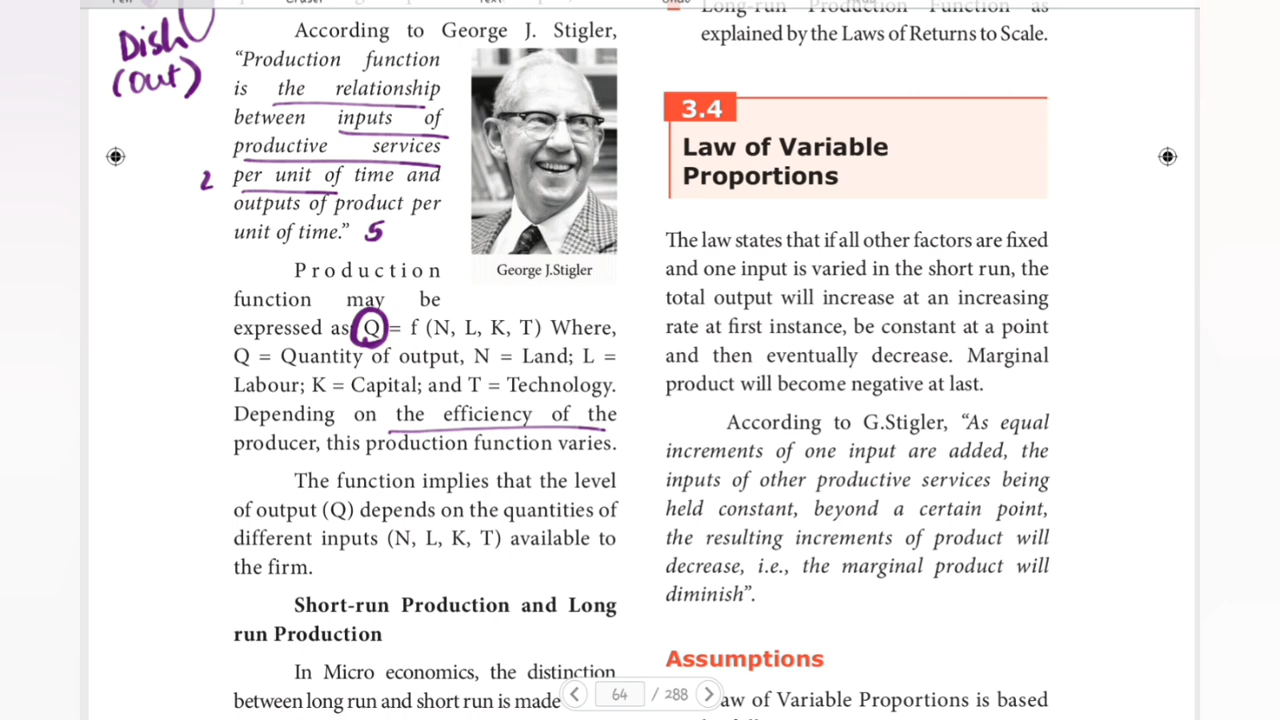 Dish
(out)
According to George J. Stigler,
“Production function
is the relationship
between inputs of
productive services
2 per unit of time and
outputs of product per
unit of time.” 5
George J.Stigler
Production
function may be
expressed as Q = f (N, L, K, T) Where,
Q = Quantity of output, N = Land; L =
Labour; K = Capital; and T = Technology.
Depending on the efficiency of the
producer, this production function varies.
The function implies that the level
of output (Q) depends on the quantities of
different inputs (N, L, K, T) available to
the firm.
Short-run Production and Long
run Production
In Micro economics, the distinction
between long run and short run is made
Long-run Production Function as
explained by the Laws of Returns to Scale.
3.4
Law of Variable
Proportions
The law states that if all other factors are fixed
and one input is varied in the short run, the
total output will increase at an increasing
rate at first instance, be constant at a point
and then eventually decrease. Marginal
product will become negative at last.
According to G.Stigler, “As equal
increments of one input are added, the
inputs of other productive services being
held constant, beyond a certain point,
the resulting increments of product will
decrease, i.e., the marginal product will
diminish”.
Assumptions
aw of Variable Proportions is based
64 / 288